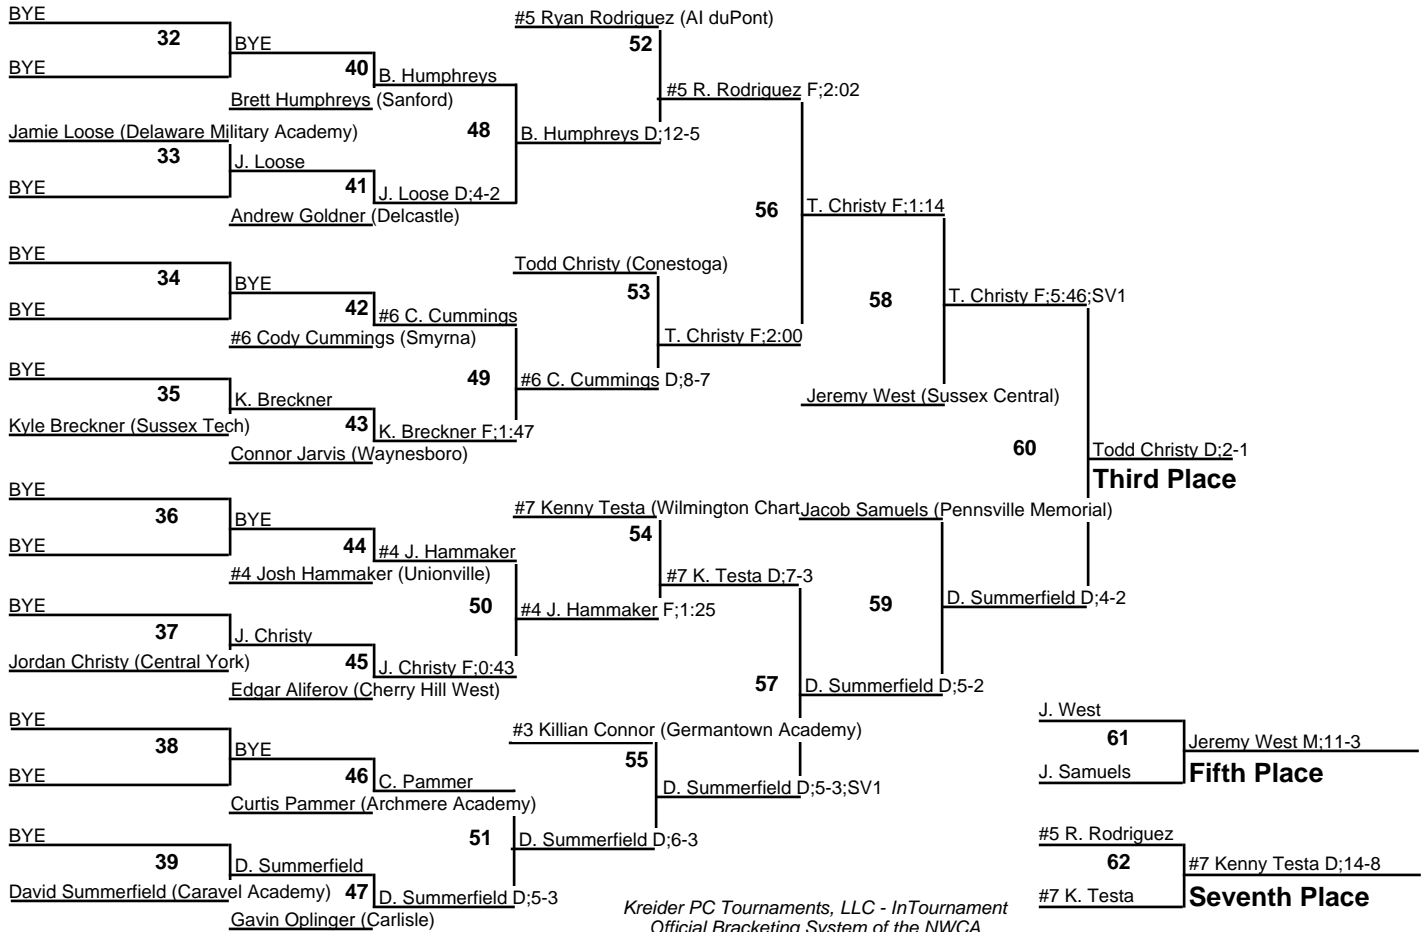 BYE
32
BYE
BYE
40
B. Humphreys
Brett Humphreys (Sanford)
48
B. Humphreys D;12-5
Jamie Loose (Delaware Military Academy)
33
J. Loose
BYE
41
J. Loose D;4-2
Andrew Goldner (Delcastle)
#5 Ryan Rodriguez (AI duPont)
52
#5 R. Rodriguez F;2:02
56
T. Christy F;1:14
BYE
34
BYE
BYE
42
#6 C. Cummings
#6 Cody Cummings (Smyrna)
49
#6 C. Cummings D;8-7
BYE
35
K. Breckner
Kyle Breckner (Sussex Tech)
43
K. Breckner F;1:47
Connor Jarvis (Waynesboro)
Todd Christy (Conestoga)
53
T. Christy F;2:00
58
T. Christy F;5:46;SV1
Jeremy West (Sussex Central)
60
Todd Christy D;2-1
Third Place
BYE
36
BYE
BYE
44
#4 J. Hammaker
#4 Josh Hammaker (Unionville)
50
#4 J. Hammaker F;1:25
BYE
37
J. Christy
Jordan Christy (Central York)
45
J. Christy F;0:43
Edgar Aliferov (Cherry Hill West)
#7 Kenny Testa (Wilmington Chart
54
#7 K. Testa D;7-3
Jacob Samuels (Pennsville Memorial)
59
D. Summerfield D;4-2
57
D. Summerfield D;5-2
BYE
38
BYE
BYE
46
C. Pammer
Curtis Pammer (Archmere Academy)
51
D. Summerfield D;6-3
BYE
39
D. Summerfield
David Summerfield (Caravel Academy)
47
D. Summerfield D;5-3
Gavin Oplinger (Carlisle)
#3 Killian Connor (Germantown Academy)
55
D. Summerfield D;5-3;SV1
J. West
61
Jeremy West M;11-3
J. Samuels
Fifth Place
#5 R. Rodriguez
62
#7 Kenny Testa D;14-8
#7 K. Testa
Seventh Place
Kreider PC Tournaments, LLC - InTournament
Official Bracketing System of the NWCA